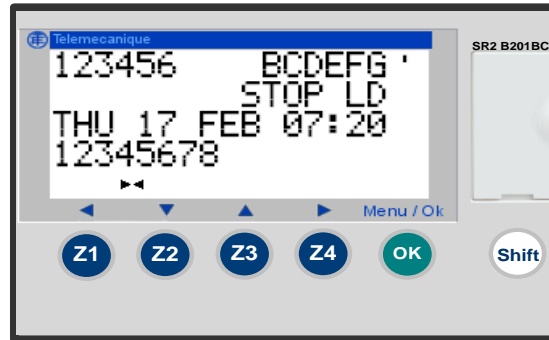 Telemecanique
SR2 B201BC
123456 BCDEFG '
STOP LD
THU 17 FEB 07:20
12345678
Menu / Ok
Z1 Z2 Z3 Z4 OK Shift